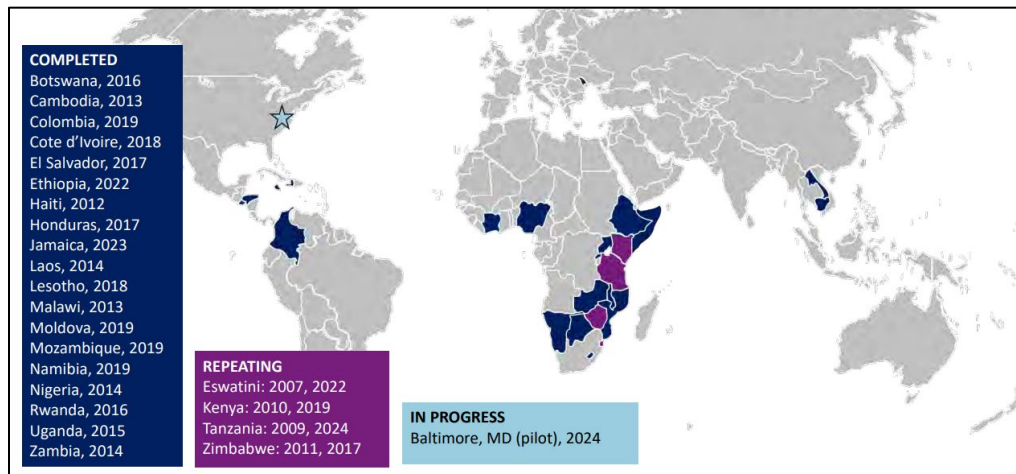 COMPLETED
Botswana, 2016
Cambodia, 2013
Colombia, 2019
Cote d’Ivoire, 2018
El Salvador, 2017
Ethiopia, 2022
Haiti, 2012
Honduras, 2017
Jamaica, 2023
Laos, 2014
Lesotho, 2018
Malawi, 2013
Moldova, 2019
Mozambique, 2019
Namibia, 2019
Nigeria, 2014
Rwanda, 2016
Uganda, 2015
Zambia, 2014
REPEATING
Eswatini: 2007, 2022
Kenya: 2010, 2019
Tanzania: 2009, 2024
Zimbabwe: 2011, 2017
IN PROGRESS
Baltimore, MD (pilot), 2024